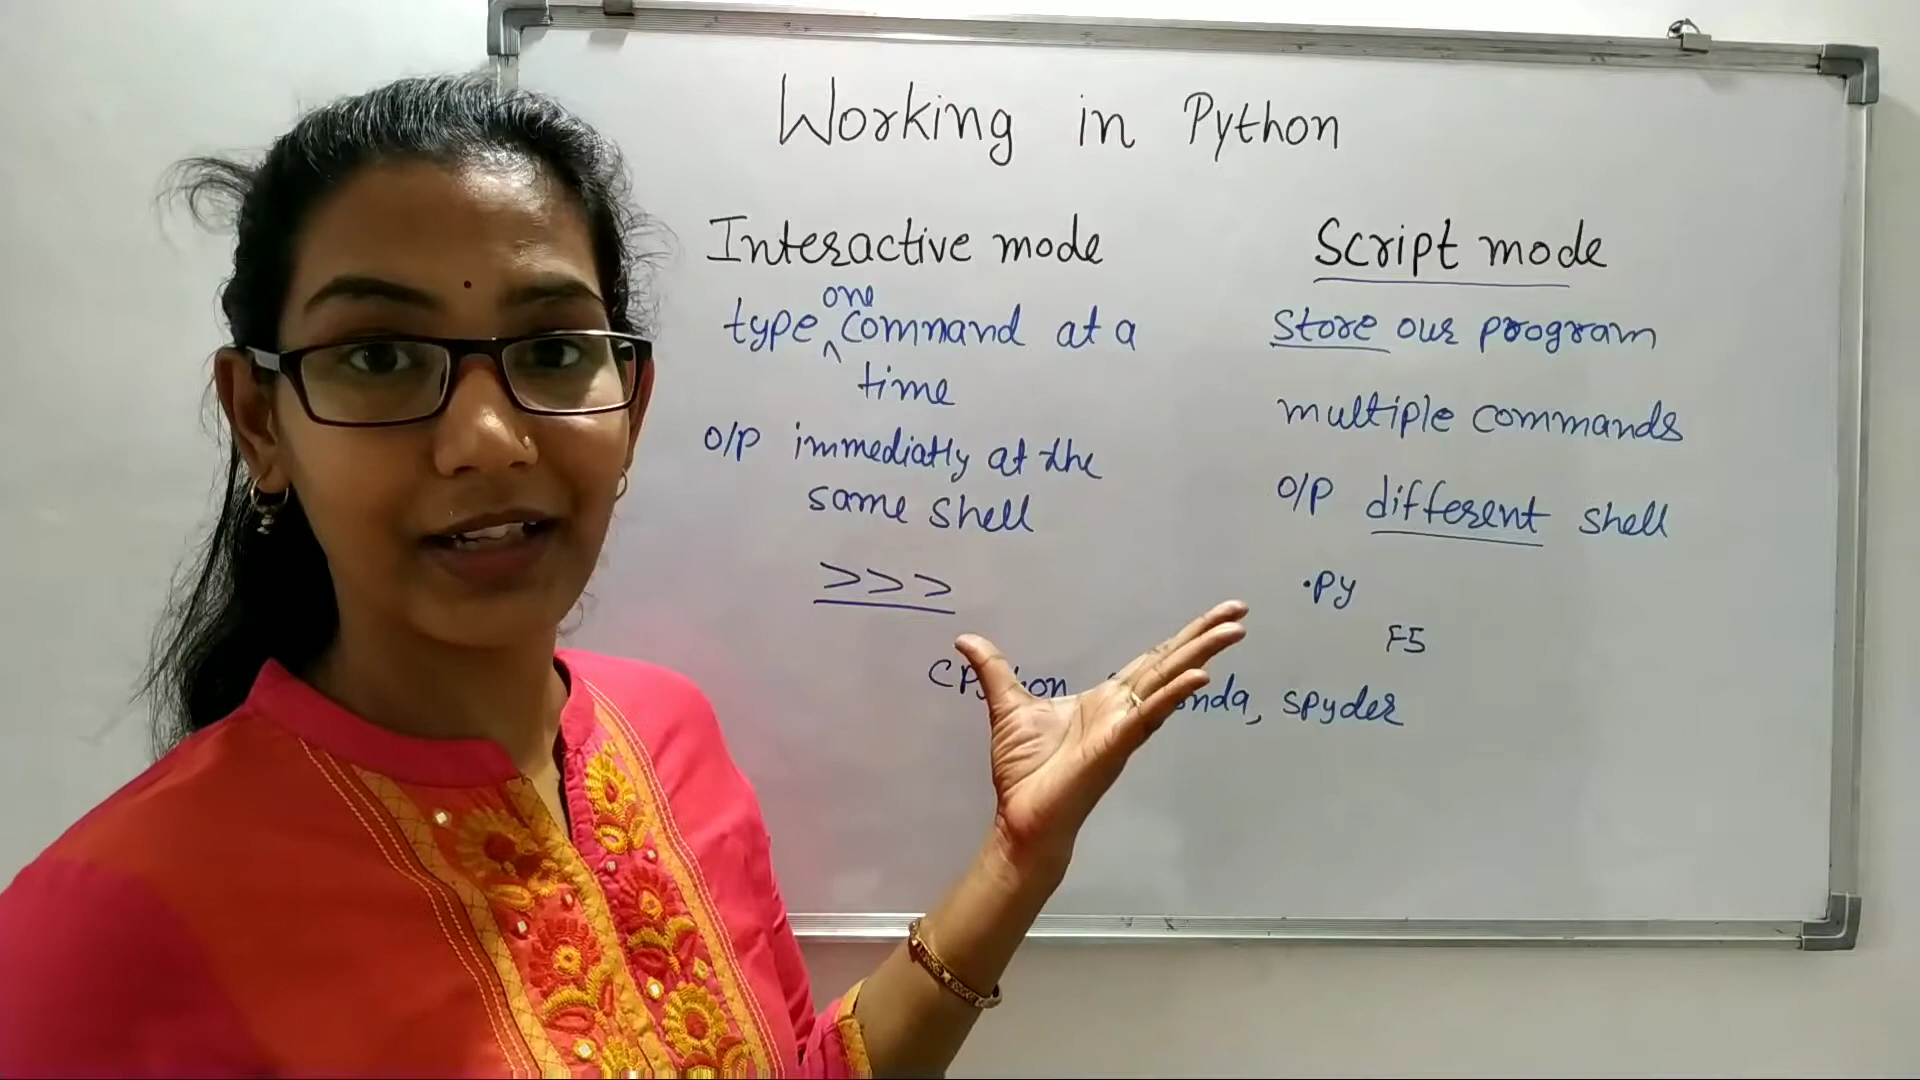 Working in Python
Interactive mode
type one command at a
time
O/P immediatly at the
same shell
>>>
Script mode
Store our program
multiple commands
O/P different shell
.py
F5
spyder